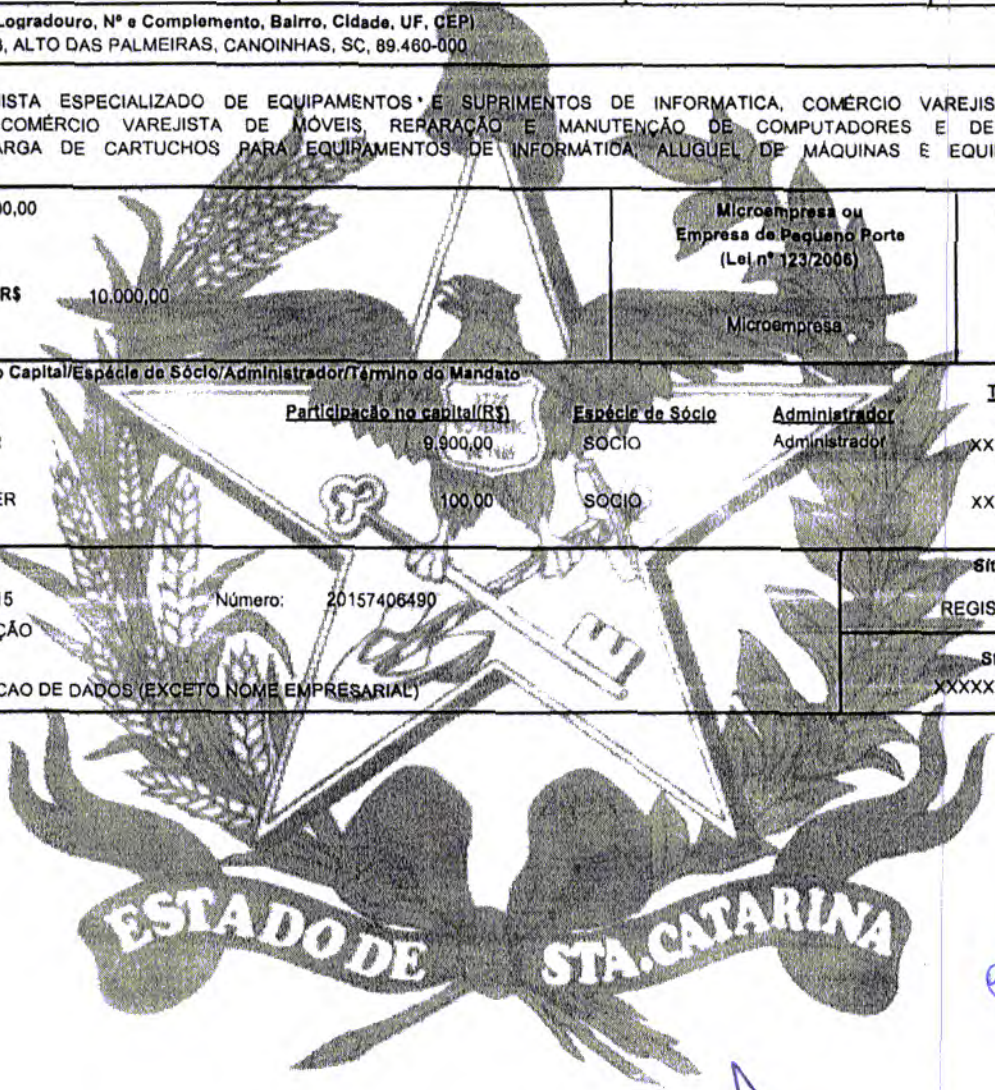 Logradouro, Nº e Complemento, Bairro, Cidade, UF, CEP)
, ALTO DAS PALMEIRAS, CANOINHAS, SC, 89.460-000
ISTA ESPECIALIZADO DE EQUIPAMENTOS E SUPRIMENTOS DE INFORMATICA, COMÉRCIO VAREJIS
COMÉRCIO VAREJISTA DE MÓVEIS, REPARAÇÃO E MANUTENÇÃO DE COMPUTADORES E DE
ARGA DE CARTUCHOS PARA EQUIPAMENTOS DE INFORMÁTICA, ALUGUEL DE MÁQUINAS E EQUI
00,00
Microempresa ou
Empresa de Pequeno Porte
(Lei nº 123/2006)
R$ 10.000,00
Microempresa
o Capital/Espécie de Sócio/Administrador/Término do Mandato
T
Participação no capital(R$) Espécie de Sócio Administrador
9.900,00 SOCIO Administrador XX
ER 100,00 SOCIO XX
Sit
15 Número: 20157406490
REGIS
ÇÃO
St
CAO DE DADOS (EXCETO NOME EMPRESARIAL)
XXXXX
ESTADO DE STA. CATARINA